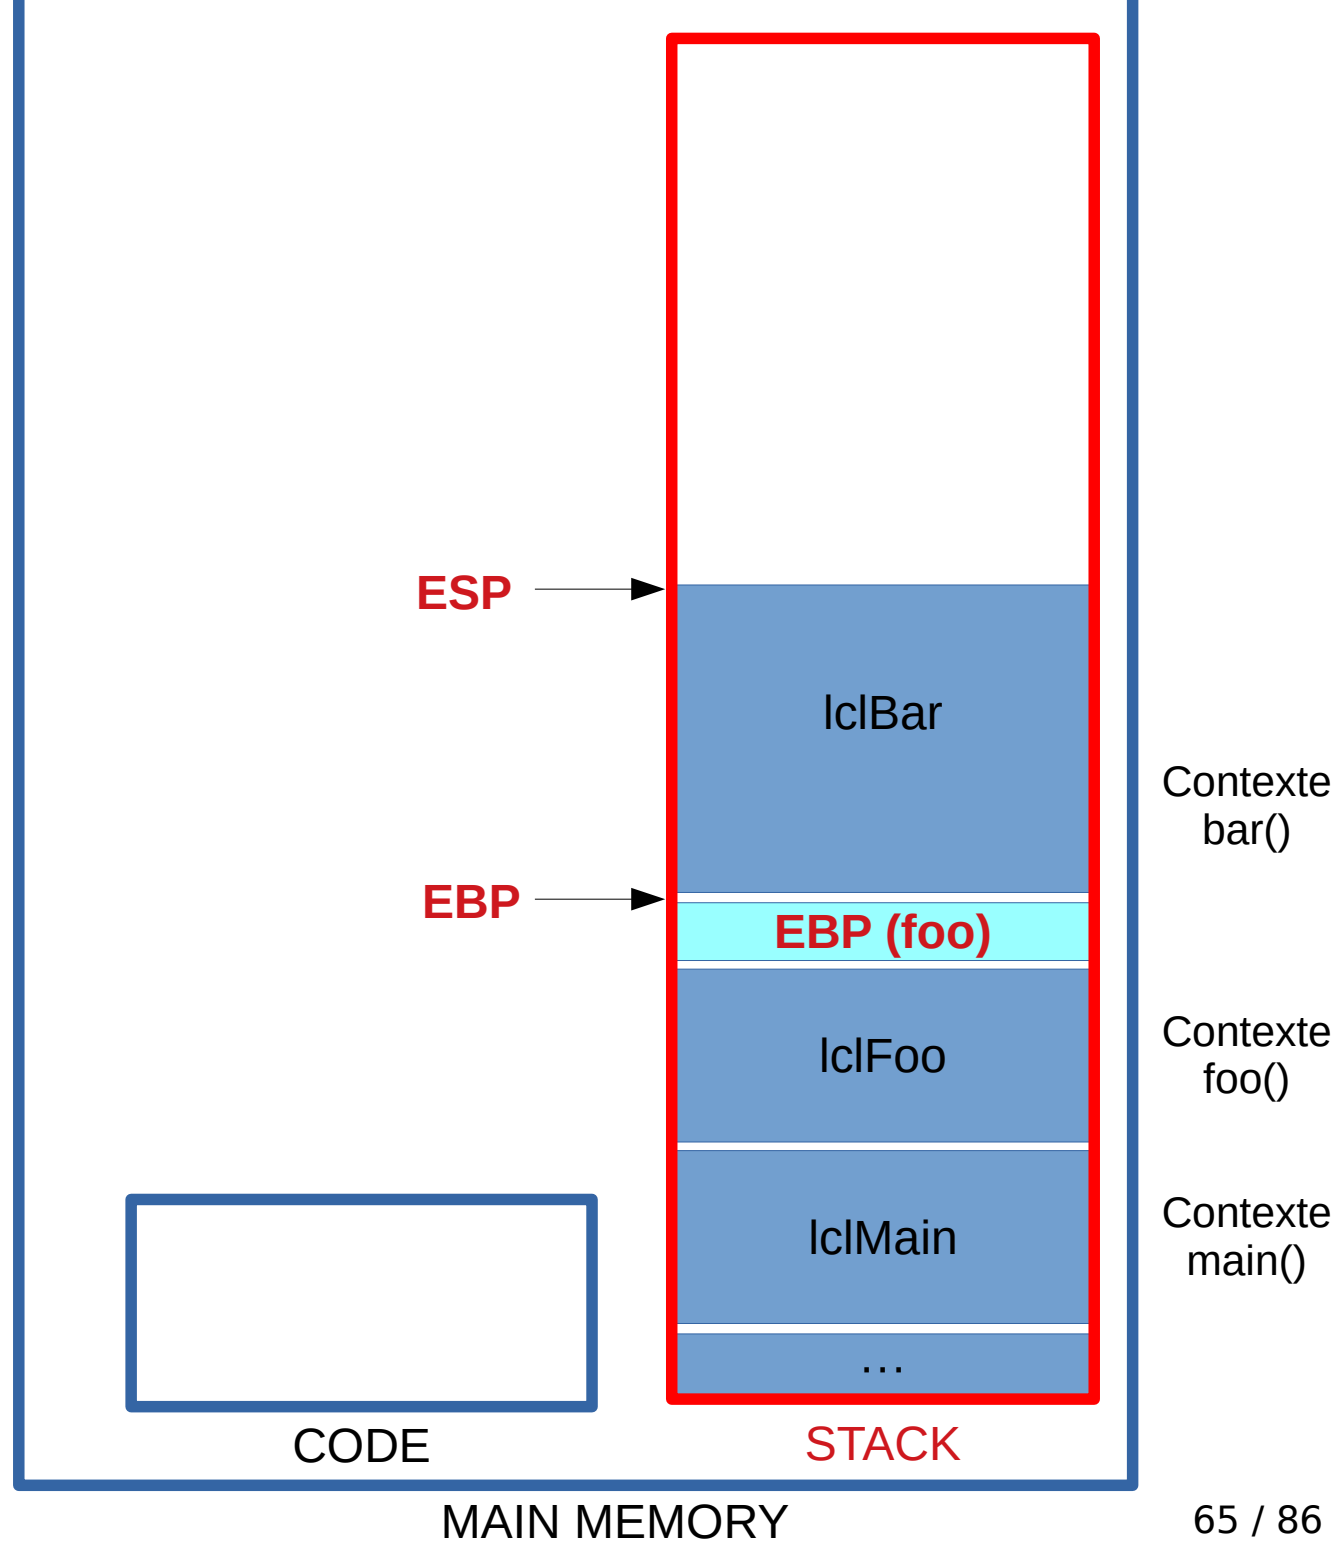 ESP
lclBar
Contexte
bar()
EBP
EBP (foo)
lclFoo
Contexte
foo()
lclMain
Contexte
main()
...
CODE
STACK
MAIN MEMORY
65 / 86